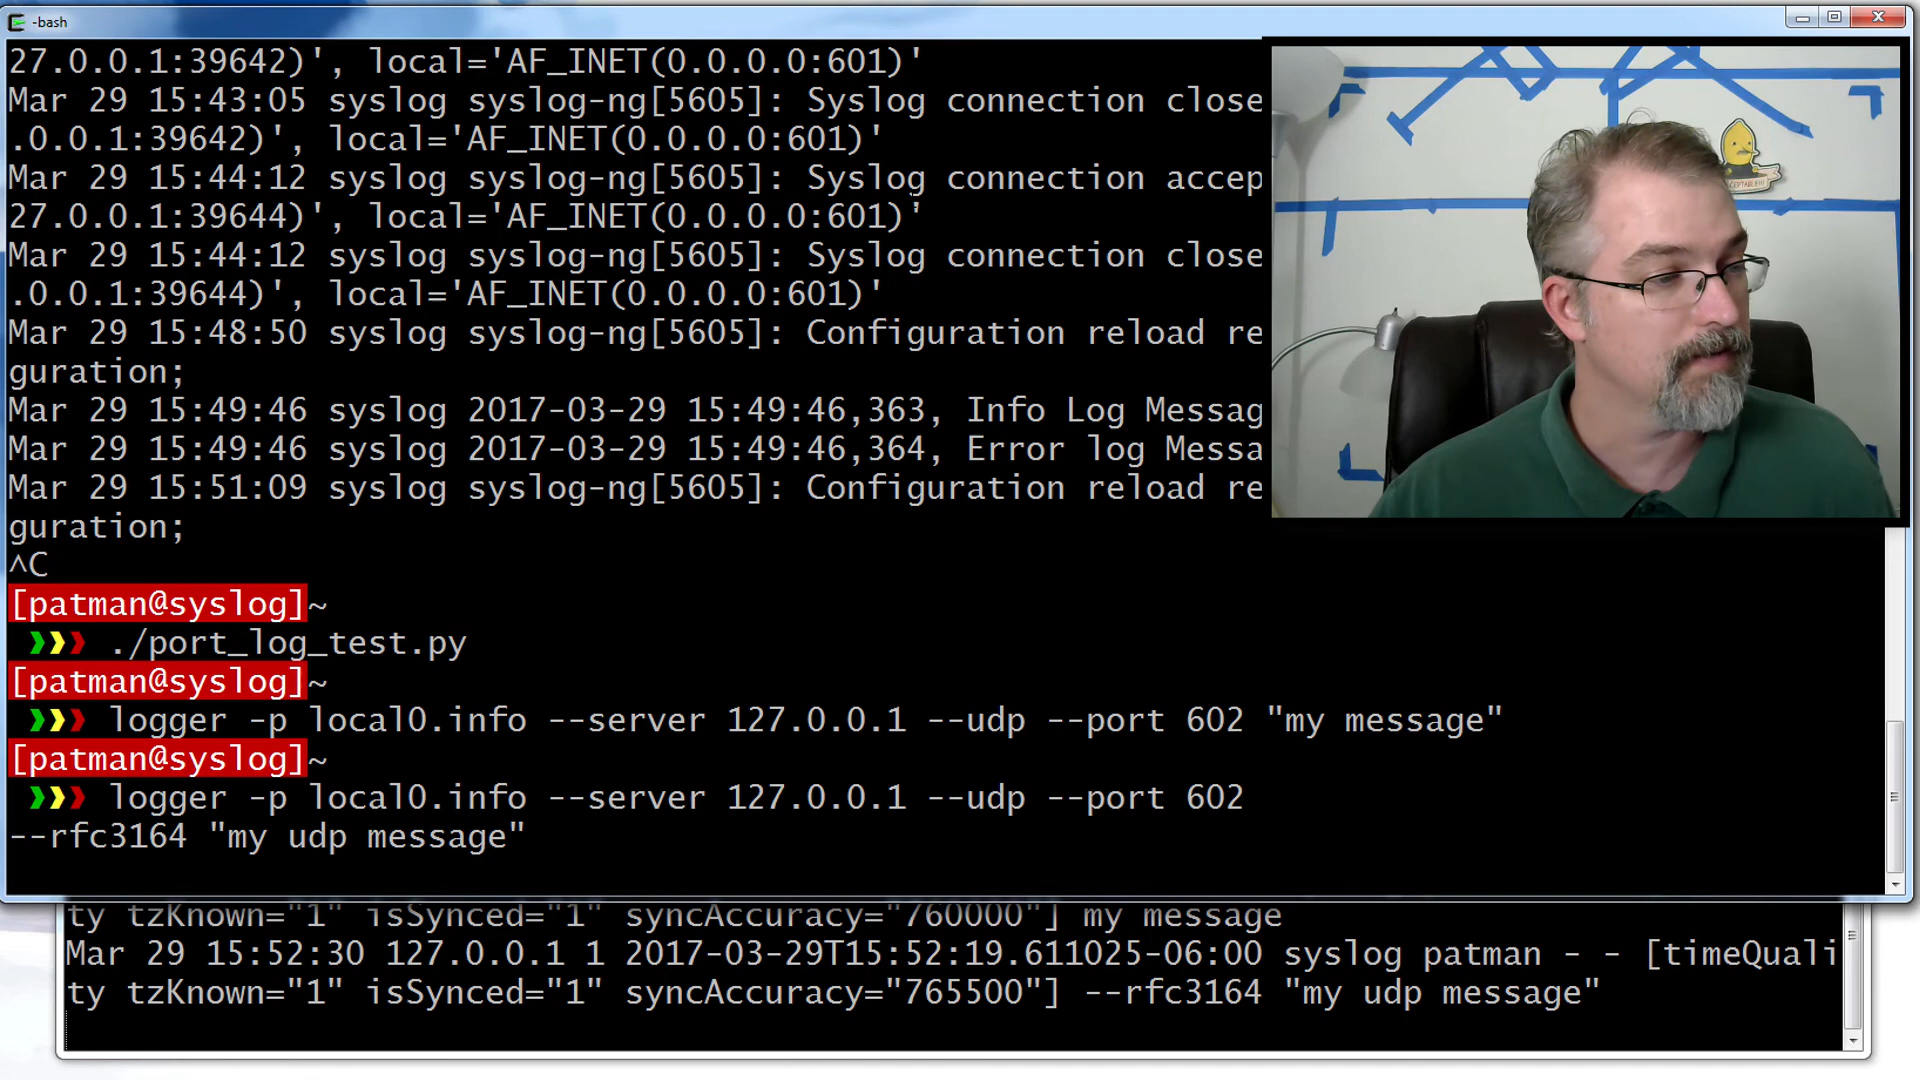 -bash
27.0.0.1:39642)', local='AF_INET(0.0.0.0:601)'
Mar 29 15:43:05 syslog syslog-ng[5605]: Syslog connection close
.0.0.1:39642)', local='AF_INET(0.0.0.0:601)'
Mar 29 15:44:12 syslog syslog-ng[5605]: Syslog connection accep
27.0.0.1:39644)', local='AF_INET(0.0.0.0:601)'
Mar 29 15:44:12 syslog syslog-ng[5605]: Syslog connection close
.0.0.1:39644)', local='AF_INET(0.0.0.0:601)'
Mar 29 15:48:50 syslog syslog-ng[5605]: Configuration reload re
guration;
Mar 29 15:49:46 syslog 2017-03-29 15:49:46,363, Info Log Messag
Mar 29 15:49:46 syslog 2017-03-29 15:49:46,364, Error log Messa
Mar 29 15:51:09 syslog syslog-ng[5605]: Configuration reload re
guration;
^C
[patman@syslog]~
❯❯❯ ./port_log_test.py
[patman@syslog]~
❯❯❯ logger -p local0.info --server 127.0.0.1 --udp --port 602 "my message"
[patman@syslog]~
❯❯❯ logger -p local0.info --server 127.0.0.1 --udp --port 602
--rfc3164 "my udp message"
ty tzKnown="1" isSynced="1" syncAccuracy="760000"] my message
Mar 29 15:52:30 127.0.0.1 1 2017-03-29T15:52:19.611025-06:00 syslog patman - - [timeQuali
ty tzKnown="1" isSynced="1" syncAccuracy="765500"] --rfc3164 "my udp message"